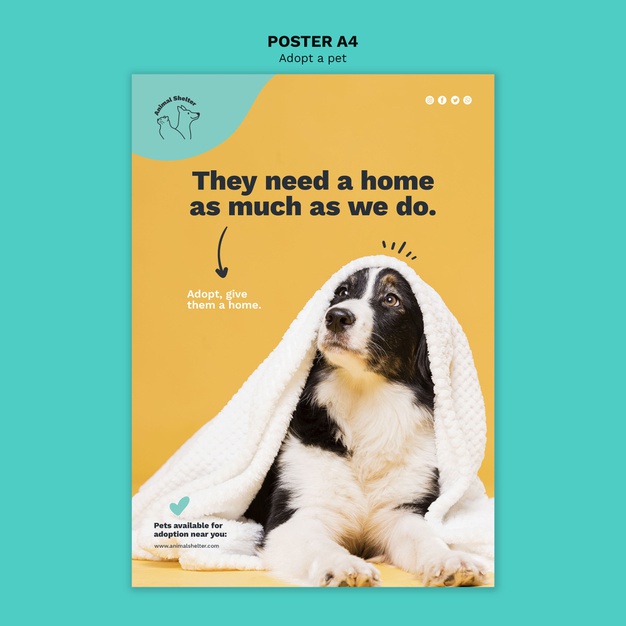 POSTER A4
Adopt a pet
Animal Shelter
They need a home
as much as we do.
Adopt, give
them a home.
Pets available for
adoption near you:
www.animalshelter.com